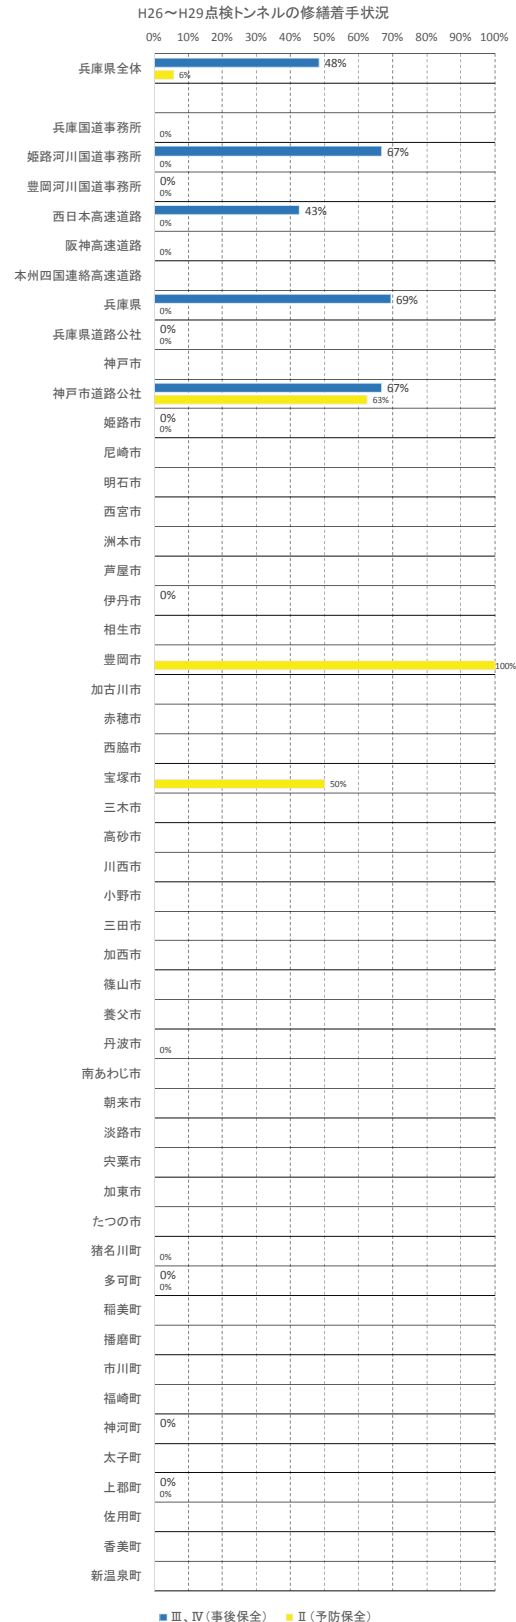 H26～H29点検トンネルの修繕着手状況
0% 10% 20% 30% 40% 50% 60% 70% 80% 90% 100%
兵庫県全体 48%
6%
兵庫国道事務所
0%
姫路河川国道事務所 67%
0%
豊岡河川国道事務所 0%
0%
西日本高速道路 43%
0%
阪神高速道路
0%
本州四国連絡高速道路
兵庫県 69%
0%
兵庫県道路公社 0%
0%
神戸市
神戸市道路公社 67%
63%
姫路市 0%
0%
尼崎市
明石市
西宮市
洲本市
芦屋市
伊丹市 0%
相生市
豊岡市
100%
加古川市
赤穂市
西脇市
宝塚市
50%
三木市
高砂市
川西市
小野市
三田市
加西市
篠山市
養父市
丹波市
0%
南あわじ市
朝来市
淡路市
宍粟市
加東市
たつの市
猪名川町
0%
多可町 0%
0%
稲美町
播磨町
市川町
福崎町
神河町 0%
太子町
上郡町 0%
0%
佐用町
香美町
新温泉町
Ⅲ、Ⅳ（事後保全） Ⅱ（予防保全）